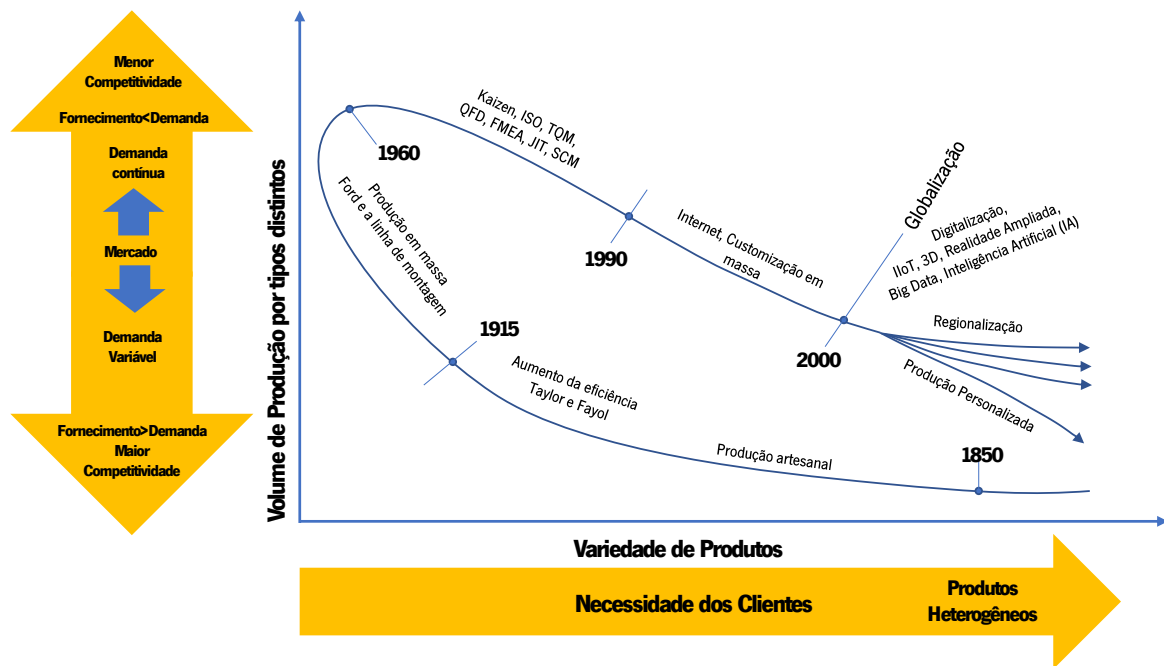 Menor
Competitividade
Fornecimento<Demanda
Demanda
contínua
Mercado
Demanda
Variável
Fornecimento>Demanda
Maior
Competitividade
Volume de Produção por tipos distintos
Kaizen, ISO, TQM,
QFD, FMEA, JIT, SCM
1960
Produção em massa
Ford e a linha de montagem
1990
Internet, Customização em
massa
Globalização
Digitalização,
IIoT, 3D, Realidade Ampliada,
Big Data, Inteligência Artificial (IA)
1915
2000
Regionalização
Produção Personalizada
Aumento da eficiência
Taylor e Fayol
Produção artesanal
1850
Variedade de Produtos
Necessidade dos Clientes
Produtos
Heterogêneos